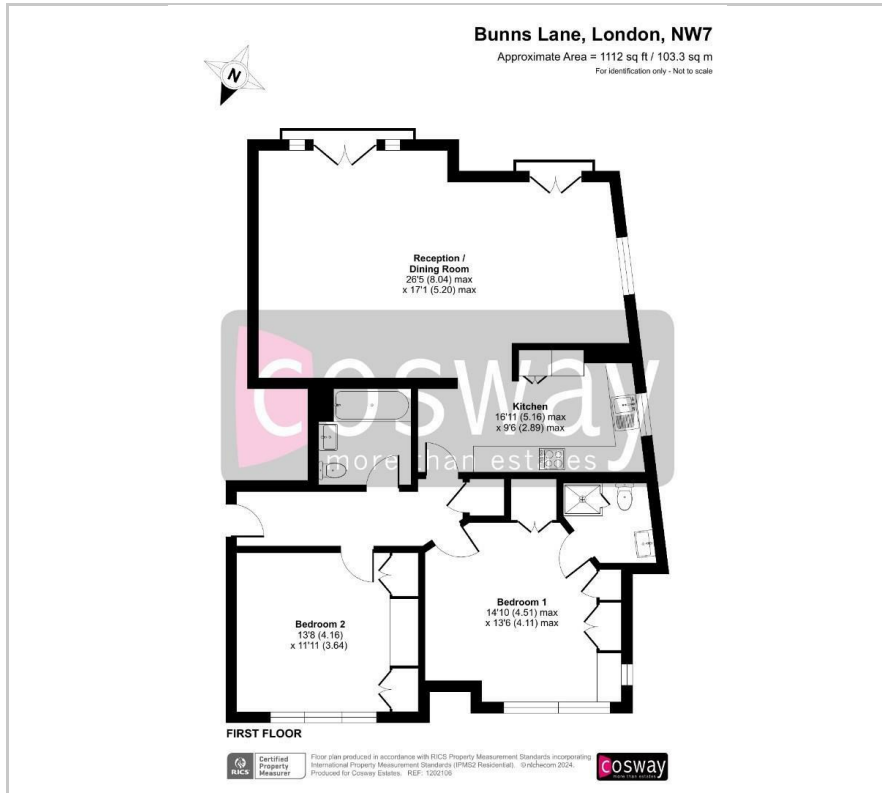 Bunns Lane, London, NW7
Approximate Area = 1112 sq ft / 103.3 sq m
For identification only - Not to scale
N
Reception /
Dining Room
26'5 (8.04) max
x 17'1 (5.20) max
cosway
more than estates
Kitchen
16'11 (5.16) max
x 9'6 (2.89) max
Bedroom 1
14'10 (4.51) max
x 13'6 (4.11) max
Bedroom 2
13'8 (4.16)
x 11'11 (3.64)
FIRST FLOOR
RICS
Certified
Property
Measurer
Floor plan produced in accordance with RICS Property Measurement Standards incorporating
International Property Measurement Standards (IPMS2 Residential). ©nichecom 2024.
Produced for Cosway Estates. REF: 1202106
cosway
more than estates